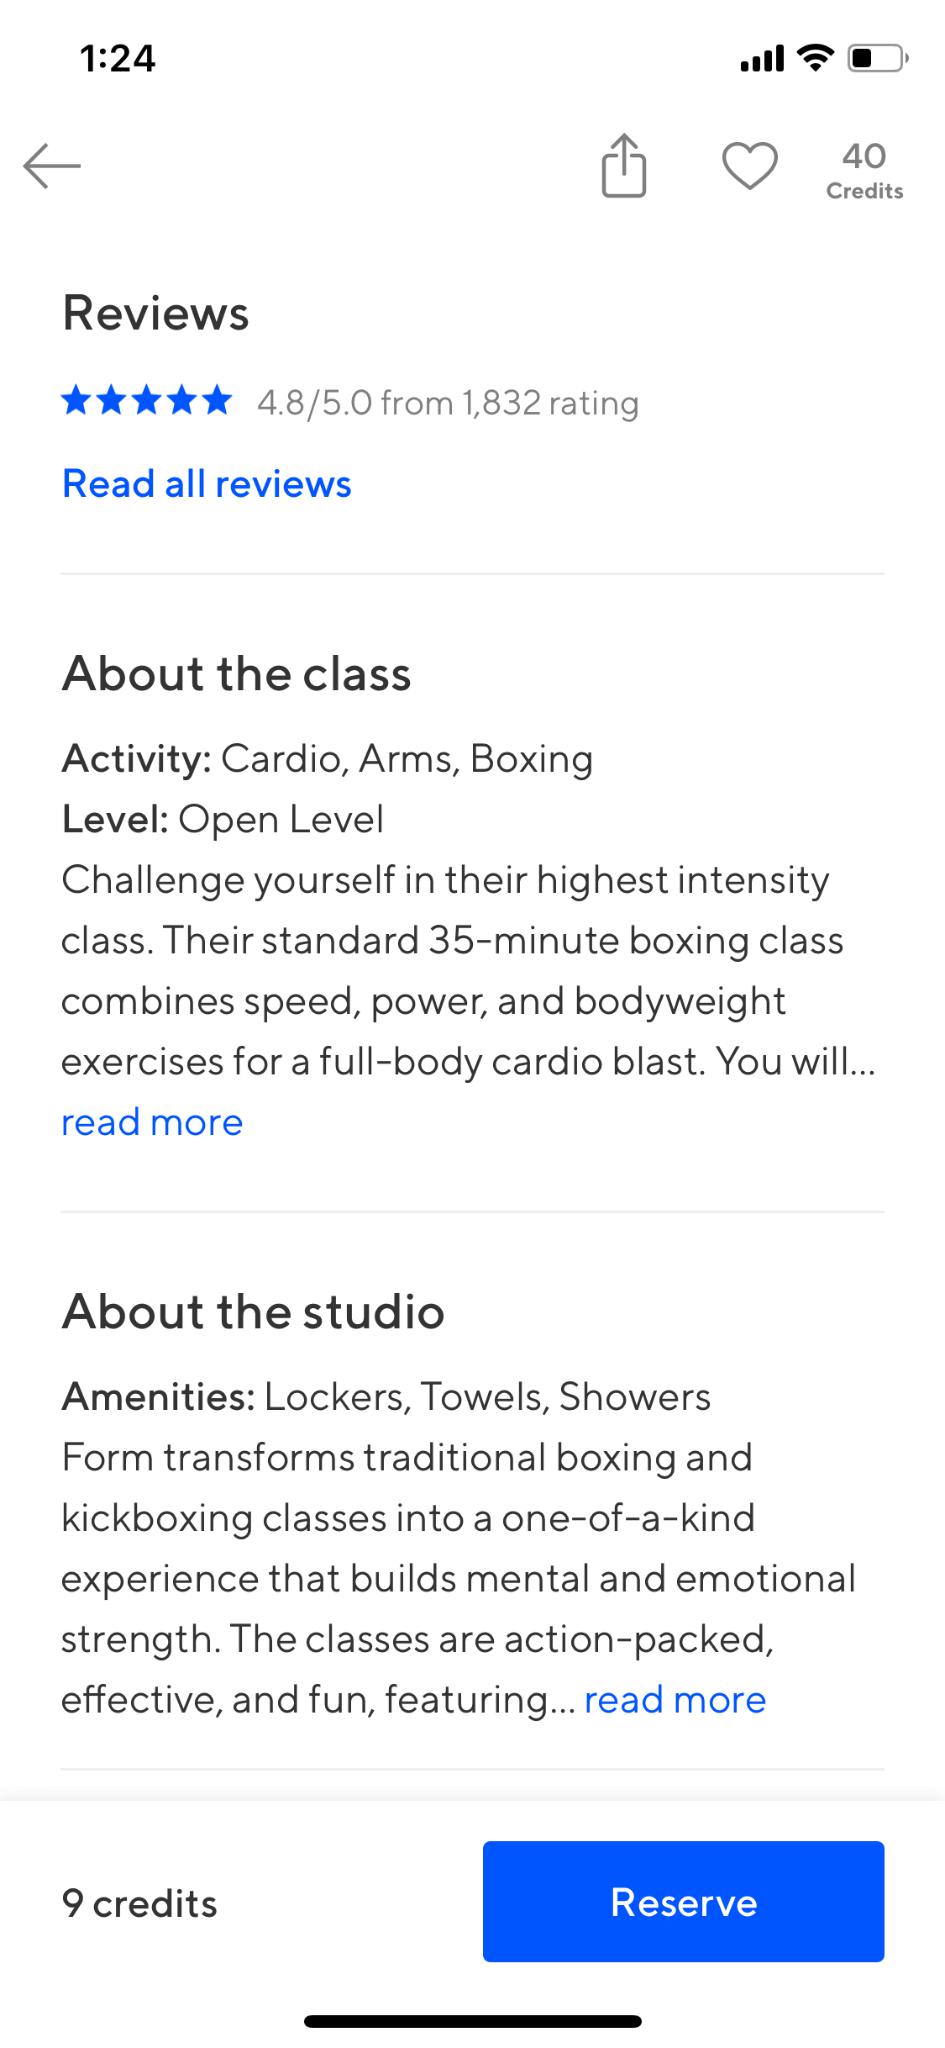 1:24
40
Credits
Reviews
4.8/5.0 from 1,832 rating
Read all reviews
About the class
Activity: Cardio, Arms, Boxing
Level: Open Level
Challenge yourself in their highest intensity
class. Their standard 35-minute boxing class
combines speed, power, and bodyweight
exercises for a full-body cardio blast. You will...
read more
About the studio
Amenities: Lockers, Towels, Showers
Form transforms traditional boxing and
kickboxing classes into a one-of-a-kind
experience that builds mental and emotional
strength. The classes are action-packed,
effective, and fun, featuring... read more
9 credits
Reserve